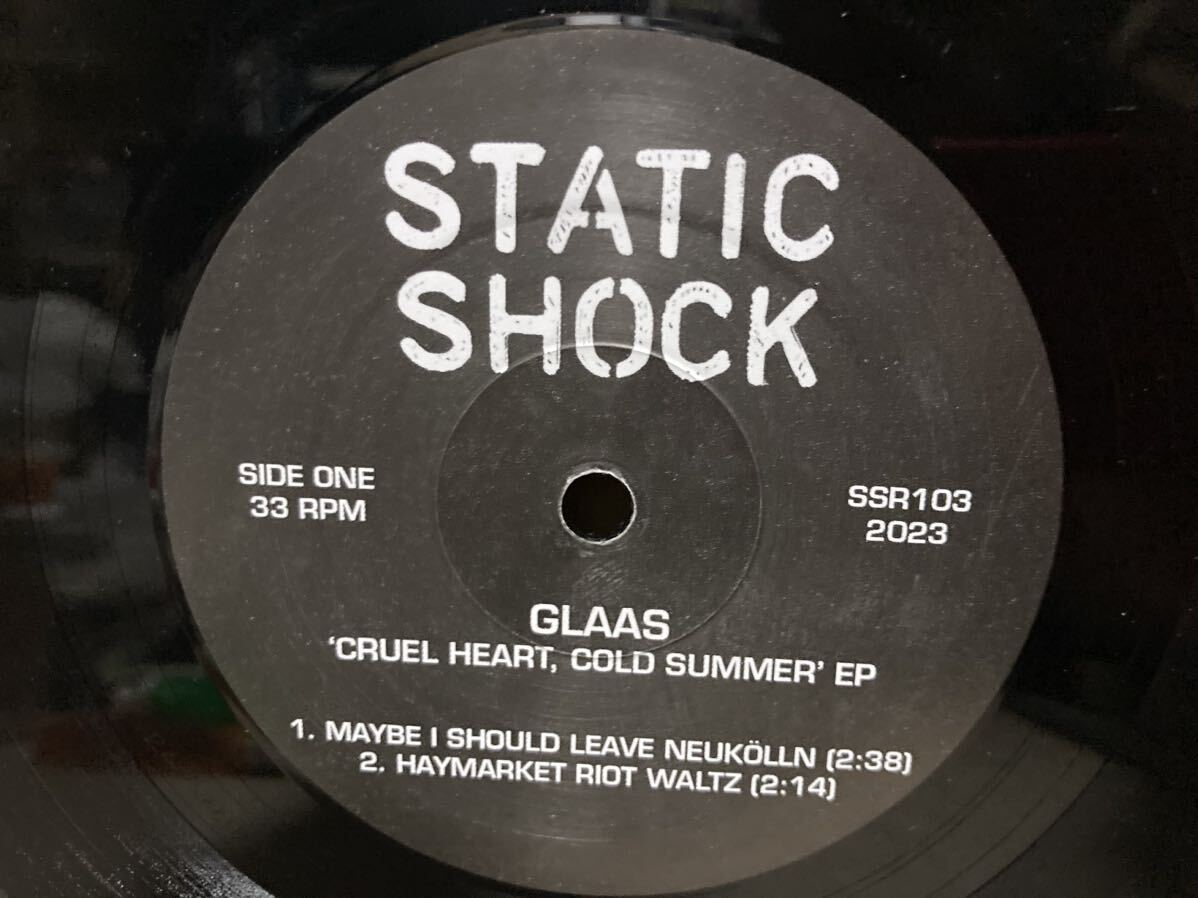 STATIC
SHOCK
SIDE ONE
33 RPM
SSR103
2023
GLAAS
‘CRUEL HEART, COLD SUMMER’ EP
1. MAYBE I SHOULD LEAVE NEUKÖLLN (2:38)
2. HAYMARKET RIOT WALTZ (2:14)